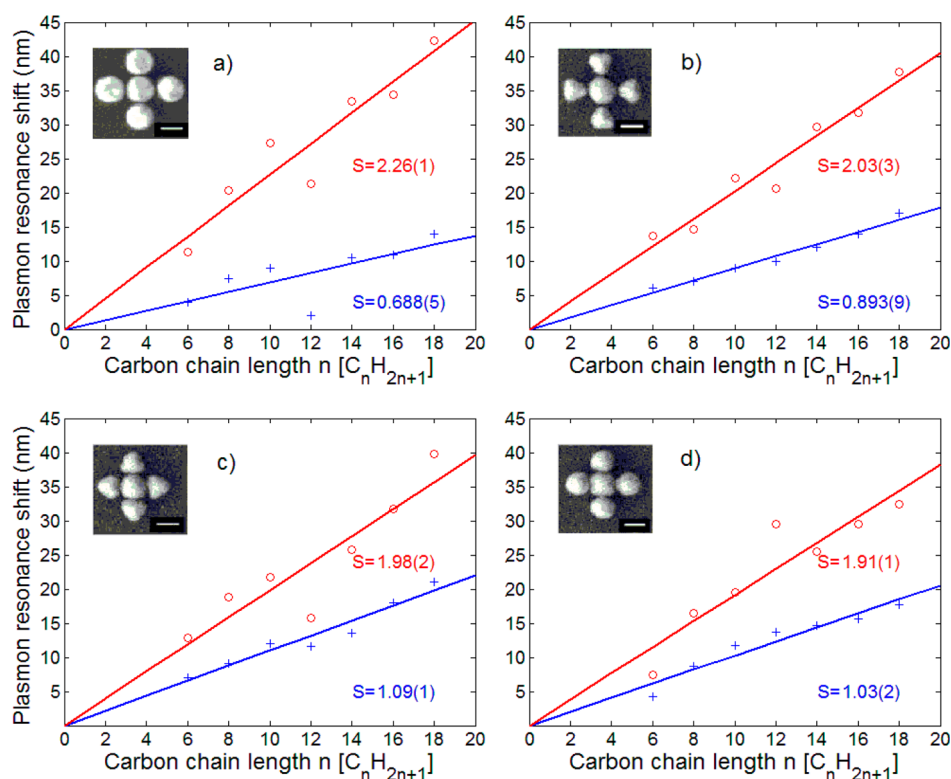 Plasmon resonance shift (nm)
45
40
35
30
25
20
15
10
5
0
a)
S=2.26(1)
S=0.688(5)
0 2 4 6 8 10 12 14 16 18 20
Carbon chain length n [CnH2n+1]
45
40
35
30
25
20
15
10
5
0
b)
S=2.03(3)
S=0.893(9)
0 2 4 6 8 10 12 14 16 18 20
Carbon chain length n [CnH2n+1]
Plasmon resonance shift (nm)
45
40
35
30
25
20
15
10
5
c)
S=1.98(2)
S=1.09(1)
0 2 4 6 8 10 12 14 16 18 20
Carbon chain length n [CnH2n+1]
45
40
35
30
25
20
15
10
5
d)
S=1.91(1)
S=1.03(2)
0 2 4 6 8 10 12 14 16 18 20
Carbon chain length n [CnH2n+1]